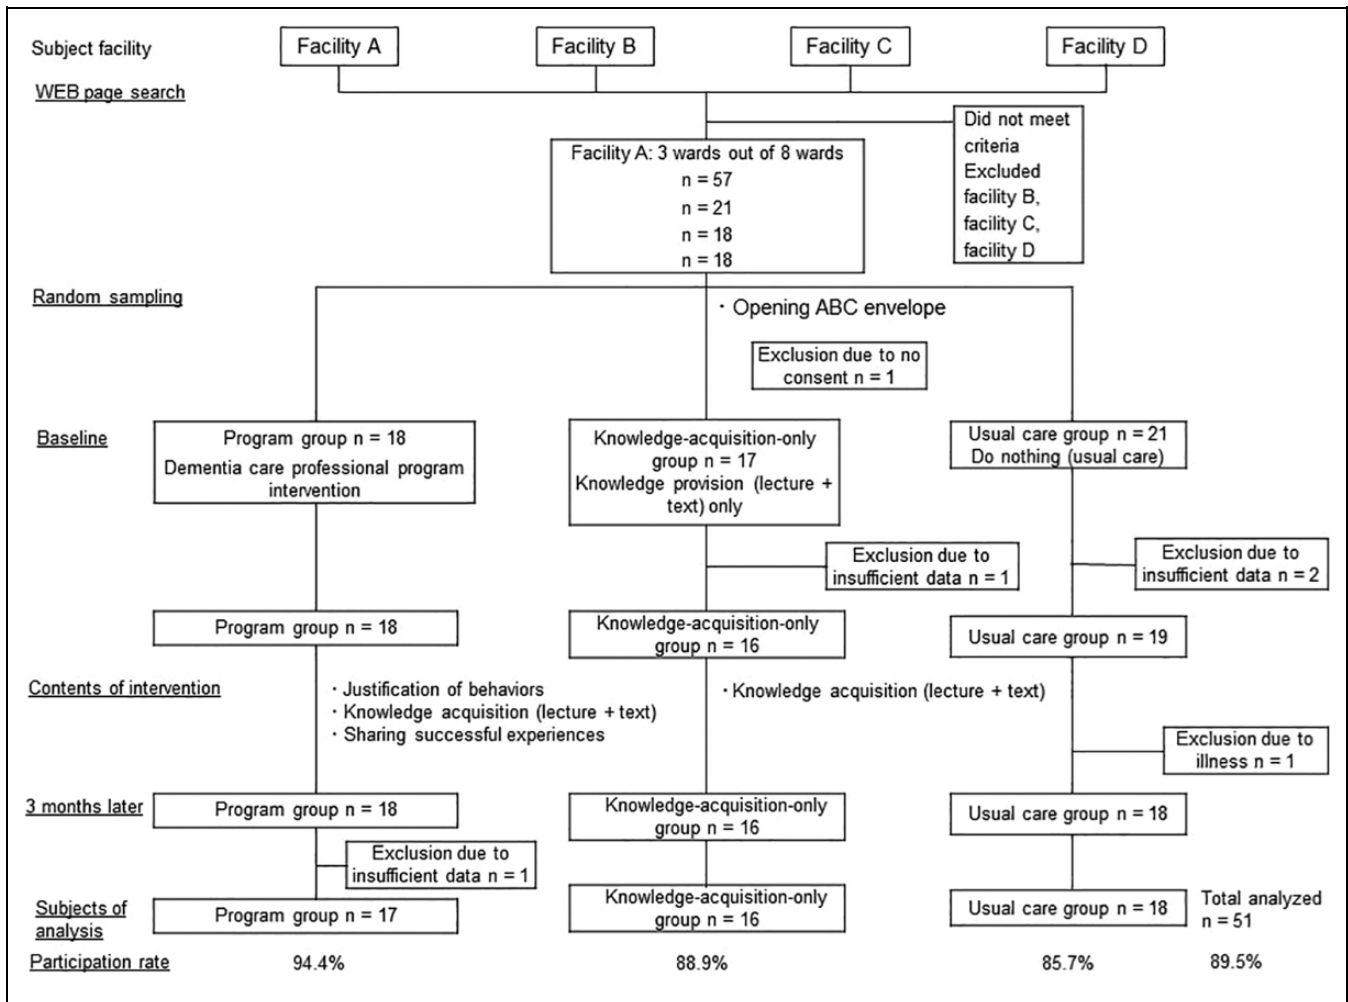 Subject facility
Facility A
Facility B
Facility C
Facility D
WEB page search
Did not meet
criteria
Excluded
facility B,
facility C,
facility D
Facility A: 3 wards out of 8 wards
n = 57
n = 21
n = 18
n = 18
Random sampling
· Opening ABC envelope
Exclusion due to no
consent n = 1
Baseline
Program group n = 18
Dementia care professional program
intervention
Knowledge-acquisition-only
group n = 17
Knowledge provision (lecture +
text) only
Usual care group n = 21
Do nothing (usual care)
Exclusion due to
insufficient data n = 1
Exclusion due to
insufficient data n = 2
Program group n = 18
Knowledge-acquisition-only
group n = 16
Usual care group n = 19
Contents of intervention
· Justification of behaviors
· Knowledge acquisition (lecture + text)
· Sharing successful experiences
· Knowledge acquisition (lecture + text)
Exclusion due to
illness n = 1
3 months later
Program group n = 18
Knowledge-acquisition-only
group n = 16
Usual care group n = 18
Exclusion due to
insufficient data n = 1
Subjects of
analysis
Program group n = 17
Knowledge-acquisition-only
group n = 16
Usual care group n = 18
Total analyzed
n = 51
Participation rate
94.4%
88.9%
85.7%
89.5%